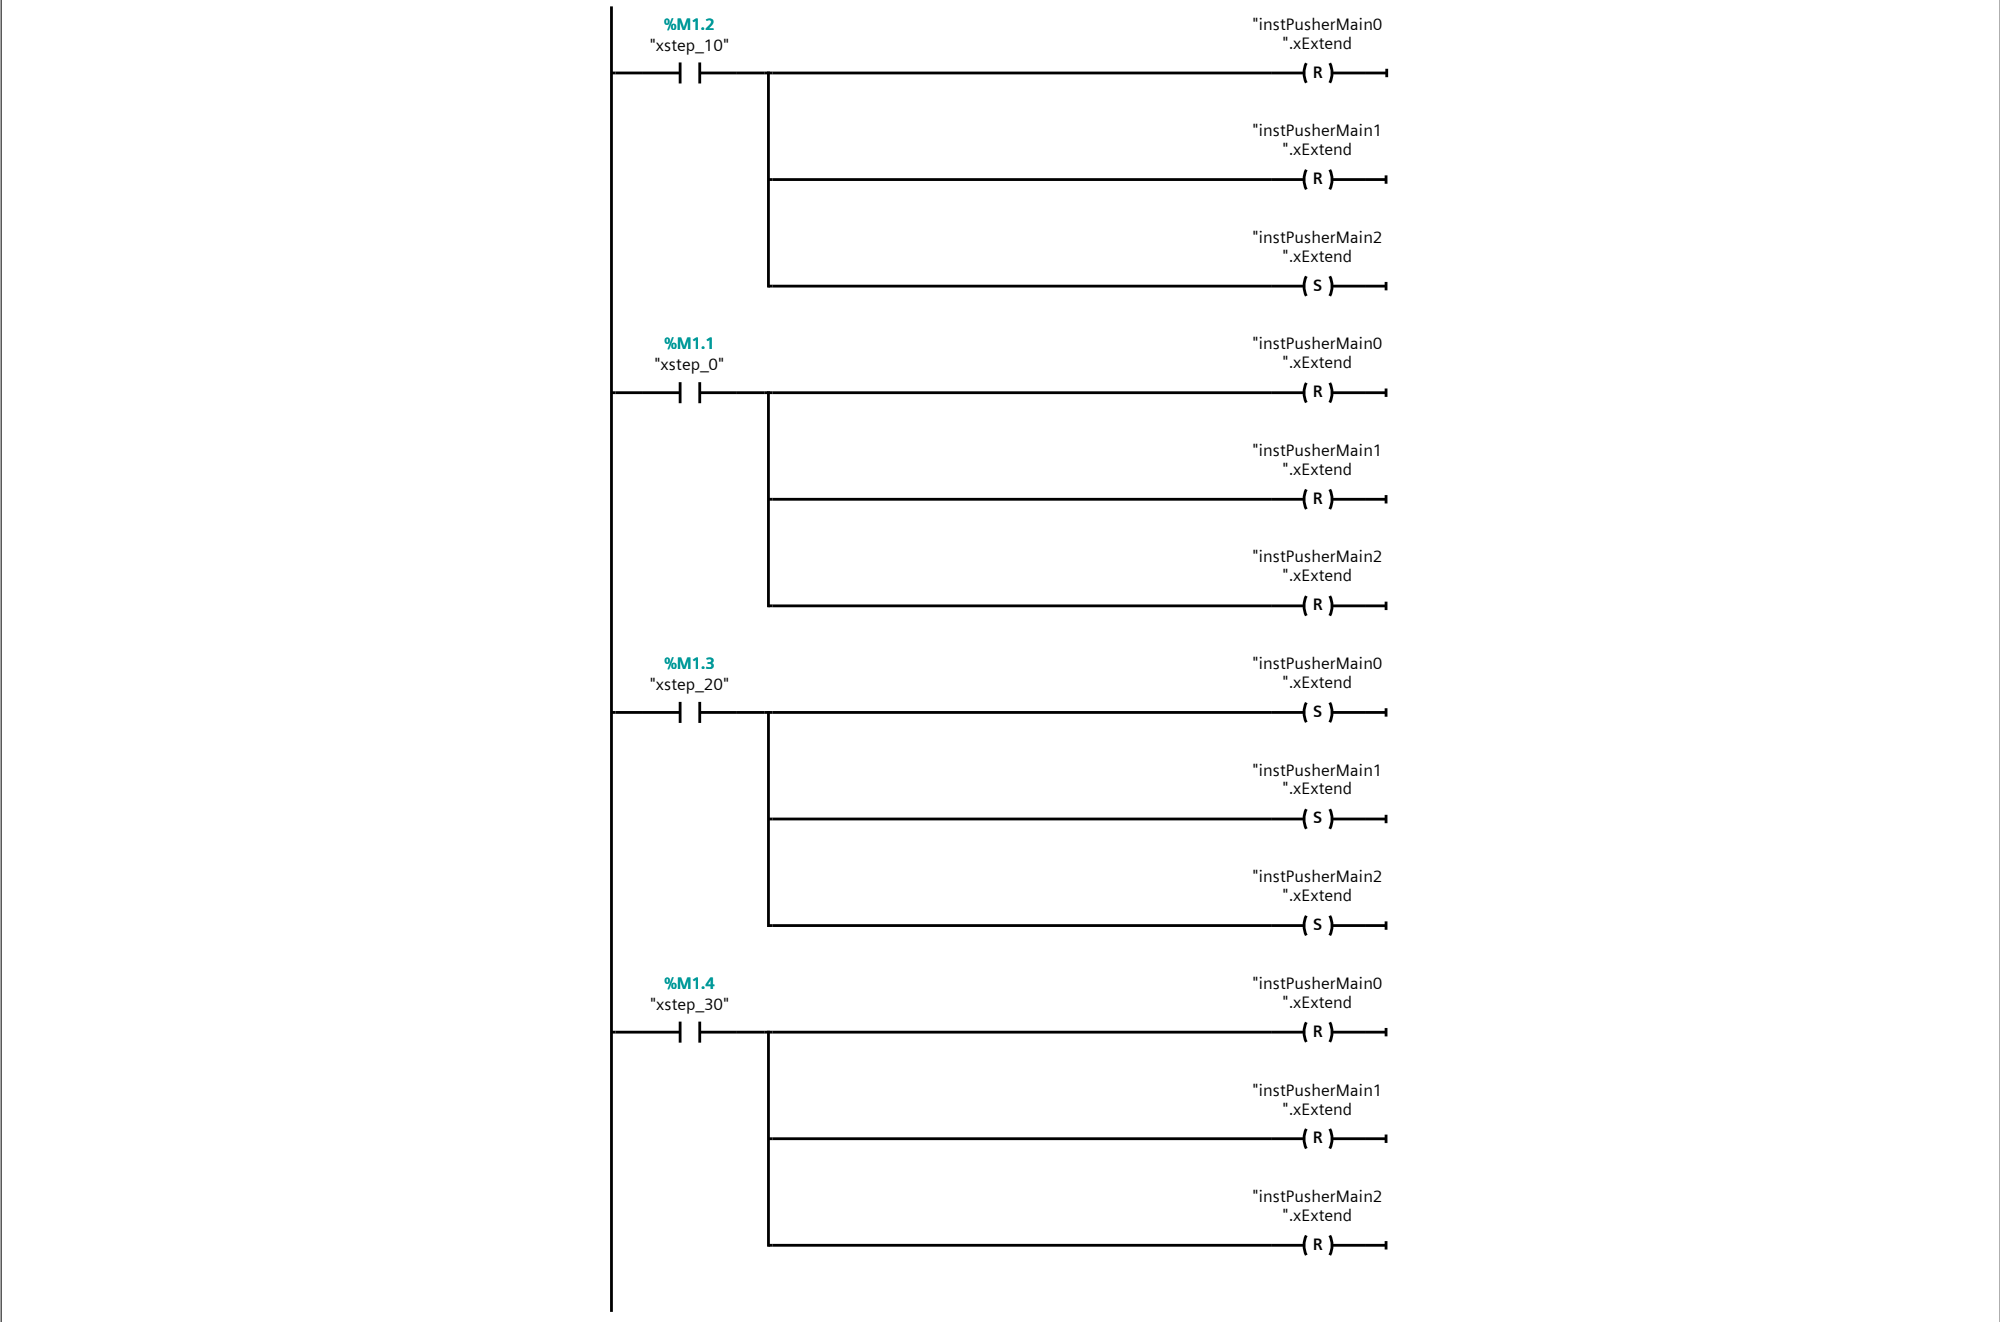 %M1.2
"xstep_10"
"instPusherMain0
".xExtend
R
"instPusherMain1
".xExtend
R
"instPusherMain2
".xExtend
S
%M1.1
"xstep_0"
"instPusherMain0
".xExtend
R
"instPusherMain1
".xExtend
R
"instPusherMain2
".xExtend
R
%M1.3
"xstep_20"
"instPusherMain0
".xExtend
S
"instPusherMain1
".xExtend
S
"instPusherMain2
".xExtend
S
%M1.4
"xstep_30"
"instPusherMain0
".xExtend
R
"instPusherMain1
".xExtend
R
"instPusherMain2
".xExtend
R